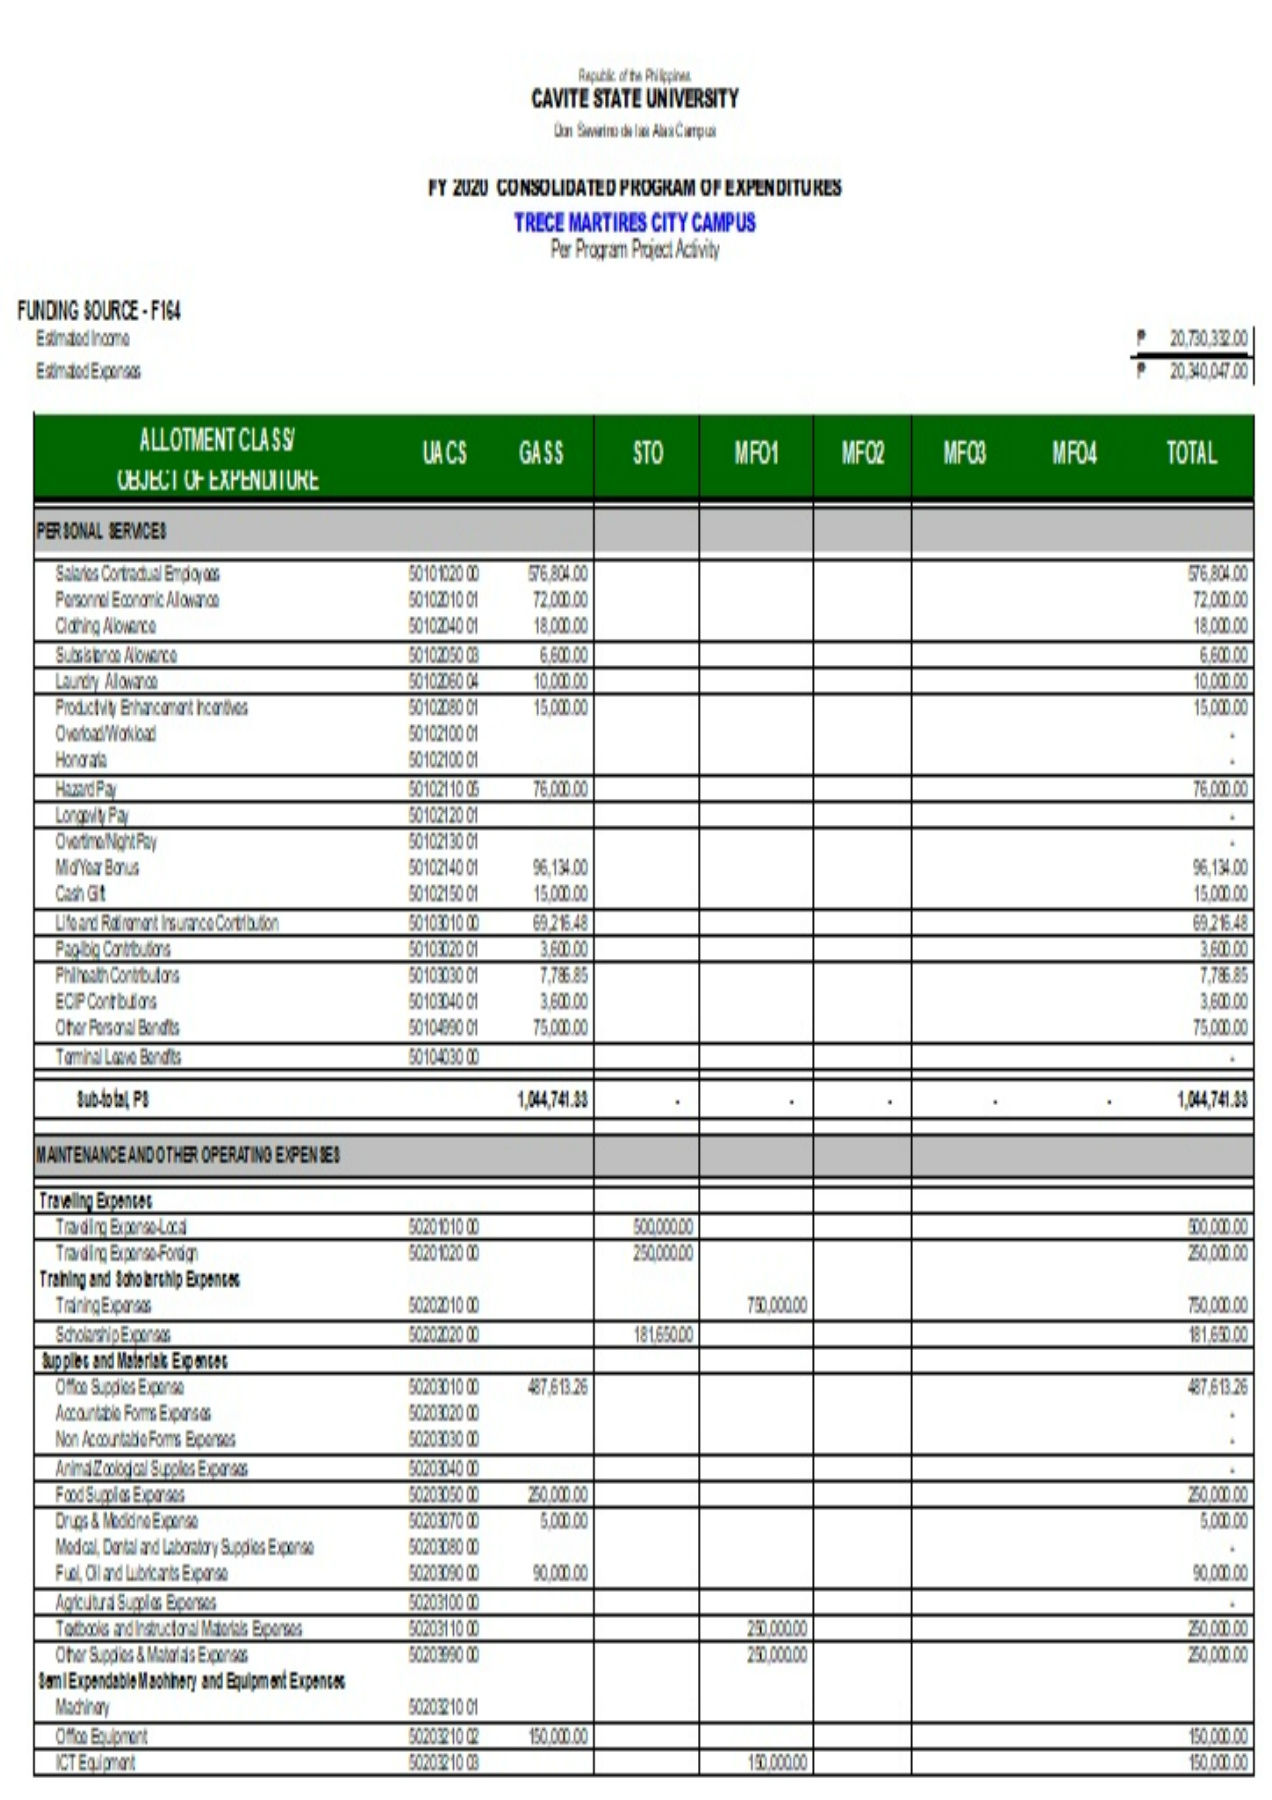 Republic of the Philippines
CAVITE STATE UNIVERSITY
Don Severino de las Alas Campus
FY 2020 CONSOLIDATED PROGRAM OF EXPENDITURES
TRECE MARTIRES CITY CAMPUS
Per Program Project Activity
FUNDING SOURCE - F164
Estimated Income ₱ 20,730,332.00
Estimated Expenses ₱ 20,340,047.00
ALLOTMENT CLASS/ OBJECT OF EXPENDITURE UACS GASS STO MFO1 MFO2 MFO3 MFO4 TOTAL
PERSONAL SERVICES
Salaries Contractual Employees 50101020 00 576,804.00 576,804.00
Personnel Economic Allowance 50102010 01 72,000.00 72,000.00
Clothing Allowance 50102040 01 18,000.00 18,000.00
Subsistence Allowance 50102050 03 6,600.00 6,600.00
Laundry Allowance 50102060 04 10,000.00 10,000.00
Productivity Enhancement Incentives 50102080 01 15,000.00 15,000.00
Overload/Workload 50102100 01 -
Honoraria 50102100 01 -
Hazard Pay 50102110 05 76,000.00 76,000.00
Longevity Pay 50102120 01 -
Overtime/Night Pay 50102130 01 -
Mid Year Bonus 50102140 01 96,134.00 96,134.00
Cash Gift 50102150 01 15,000.00 15,000.00
Life and Retirement Insurance Contribution 50103010 00 69,216.48 69,216.48
Pag-ibig Contributions 50103020 01 3,600.00 3,600.00
Philhealth Contributions 50103030 01 7,786.85 7,786.85
ECIP Contributions 50103040 01 3,600.00 3,600.00
Other Personal Benefits 50104990 01 75,000.00 75,000.00
Terminal Leave Benefits 50104030 00 -
Sub-total, PS 1,044,741.33 - - - - - 1,044,741.33
MAINTENANCE AND OTHER OPERATING EXPENSES
Traveling Expenses
Traveling Expense-Local 50201010 00 500,000.00 500,000.00
Traveling Expense-Foreign 50201020 00 250,000.00 250,000.00
Training and Scholarship Expenses
Training Expenses 50202010 00 750,000.00 750,000.00
Scholarship Expenses 50202020 00 181,650.00 181,650.00
Supplies and Materials Expenses
Office Supplies Expense 50203010 00 487,613.26 487,613.26
Accountable Forms Expenses 50203020 00 -
Non Accountable Forms Expenses 50203030 00 -
Animal/Zoological Supplies Expenses 50203040 00 -
Food Supplies Expenses 50203050 00 250,000.00 250,000.00
Drugs & Medicine Expense 50203070 00 5,000.00 5,000.00
Medical, Dental and Laboratory Supplies Expense 50203080 00 -
Fuel, Oil and Lubricants Expense 50203090 00 90,000.00 90,000.00
Agricultural Supplies Expenses 50203100 00 -
Textbooks and Instructional Materials Expenses 50203110 00 250,000.00 250,000.00
Other Supplies & Materials Expenses 50203990 00 250,000.00 250,000.00
Semi Expendable Machinery and Equipment Expenses
Machinery 50203210 01
Office Equipment 50203210 02 150,000.00 150,000.00
ICT Equipment 50203210 03 150,000.00 150,000.00